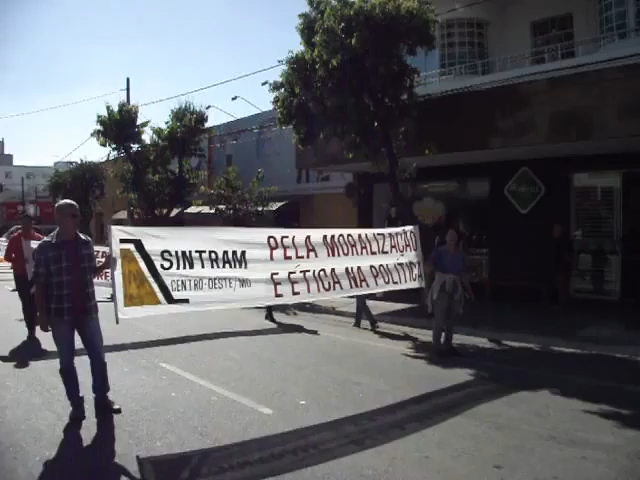 SINTRAM
CENTRO-OESTE/MG
PELA MORALIZAÇÃO
E ÉTICA NA POLÍTICA